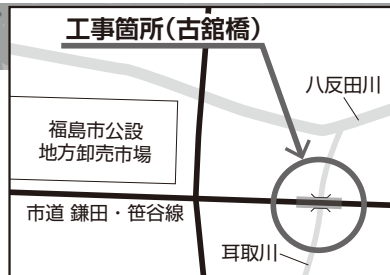 工事箇所（古舘橋）
八反田川
福島市公設
地方卸売市場
市道 鎌田・笹谷線
耳取川